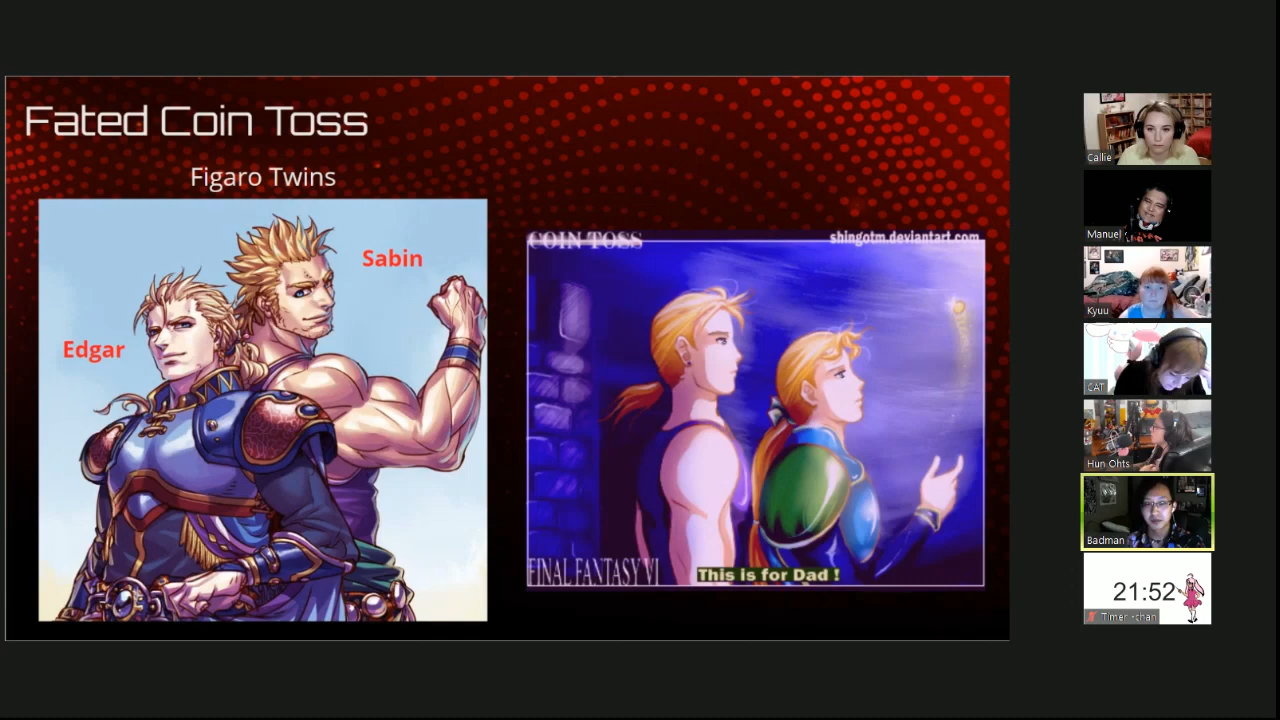 Fated Coin Toss
Figaro Twins
Sabin
Edgar
COIN TOSS
shingotm.deviantart.com
FINAL FANTASY VI
This is for Dad !
Callie
Manuel
Kyuu
CAT
Hun Ohts
Badman
21:52
Timer -chan